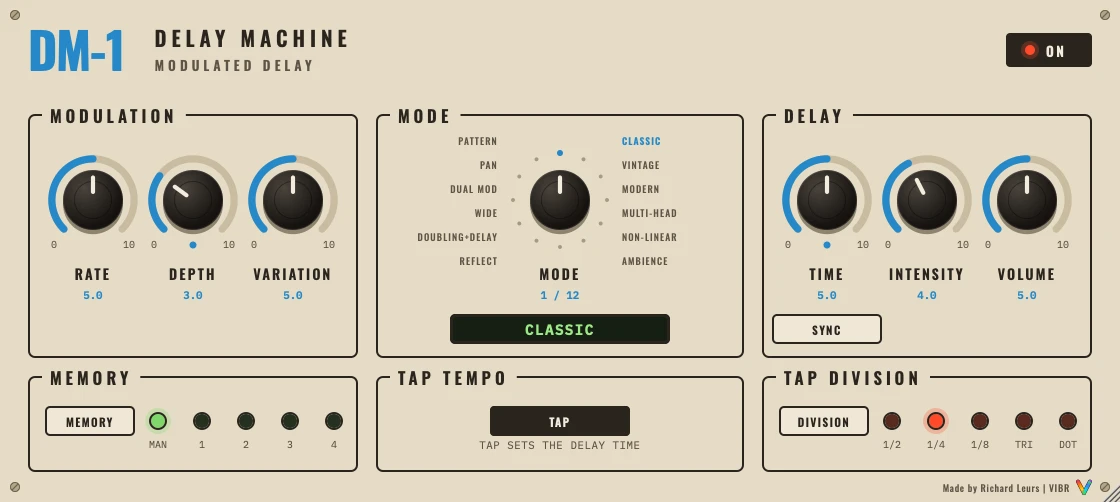 DM-1
DELAY MACHINE
MODULATED DELAY
ON
MODULATION
0 10 0 10 0 10
RATE DEPTH VARIATION
5.0 3.0 5.0
MODE
PATTERN CLASSIC
PAN VINTAGE
DUAL MOD MODERN
WIDE MULTI-HEAD
DOUBLING+DELAY NON-LINEAR
REFLECT AMBIENCE
MODE
1 / 12
CLASSIC
DELAY
0 10 0 10 0 10
TIME INTENSITY VOLUME
5.0 4.0 5.0
SYNC
MEMORY
MEMORY
MAN 1 2 3 4
TAP TEMPO
TAP
TAP SETS THE DELAY TIME
TAP DIVISION
DIVISION
1/2 1/4 1/8 TRI DOT
Made by Richard Leurs | VIBR